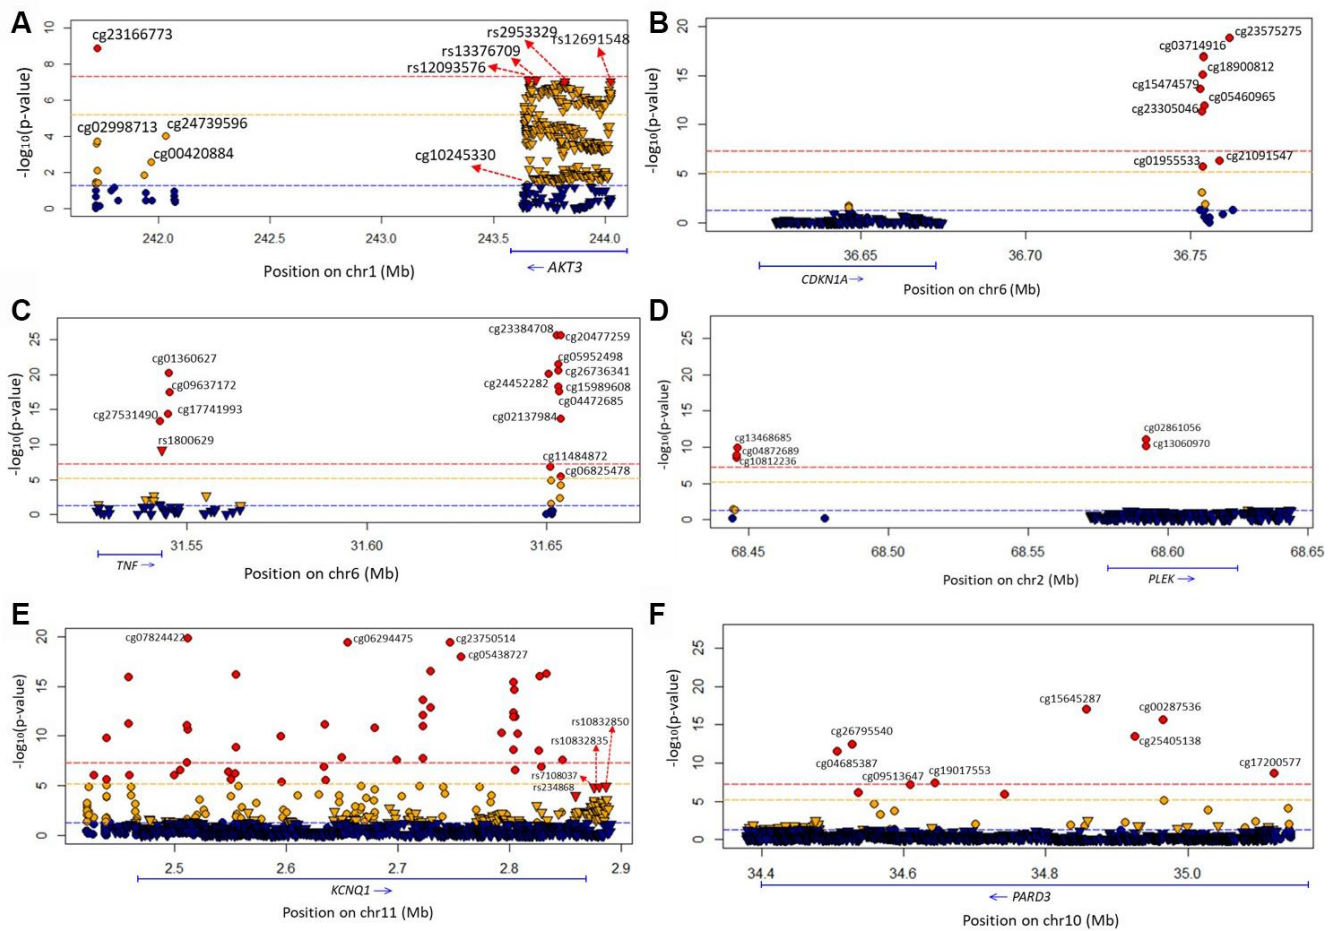 A
-log₁₀(p-value)
10
8
6
4
2
0
cg23166773
rs2953329
rs12691548
rs13376709
rs12093576
cg02998713
cg24739596
cg00420884
cg10245330
242.0 242.5 243.0 243.5 244.0
Position on chr1 (Mb)
← AKT3
B
-log₁₀(p-value)
20
15
10
5
0
cg23575275
cg03714916
cg18900812
cg15474579
cg05460965
cg23305046
cg01955533
cg21091547
36.65 36.70 36.75
CDKN1A→
Position on chr6 (Mb)
C
-log₁₀(p-value)
25
20
15
10
5
0
cg23384708
cg20477259
cg01360627
cg05952498
cg26736341
cg09637172
cg24452282
cg15989608
cg27531490
cg17741993
cg04472685
cg02137984
rs1800629
cg11484872
cg06825478
31.55 31.60 31.65
TNF →
Position on chr6 (Mb)
D
-log₁₀(p-value)
25
20
15
10
5
0
cg13468685
cg04872689
cg10812236
cg02861056
cg13060970
68.45 68.50 68.55 68.60 68.65
Position on chr2 (Mb)
PLEK →
E
-log₁₀(p-value)
20
15
10
5
0
cg07824422
cg06294475
cg23750514
cg05438727
rs10832850
rs10832835
rs7108037
rs234868
2.5 2.6 2.7 2.8 2.9
KCNQ1 →
Position on chr11 (Mb)
F
-log₁₀(p-value)
25
20
15
10
5
0
cg15645287
cg00287536
cg26795540
cg25405138
cg04685387
cg17200577
cg19017553
cg09513647
34.4 34.6 34.8 35.0
← PARD3
Position on chr10 (Mb)